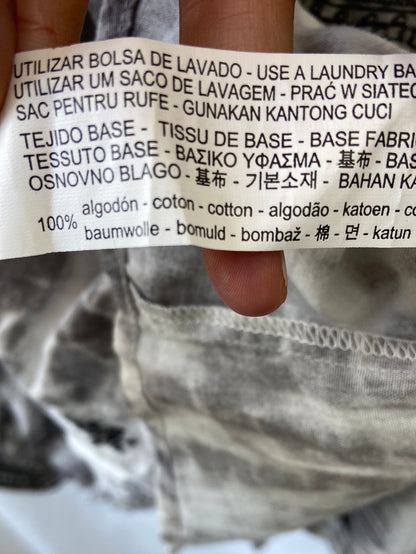 UTILIZAR BOLSA DE LAVADO - USE A LAUNDRY BA
UTILIZAR UM SACO DE LAVAGEM - PRAĆ W SIATEC
SAC PENTRU RUFE - GUNAKAN KANTONG CUCI
TEJIDO BASE - TISSU DE BASE - BASE FABRI
TESSUTO BASE - ΒΑΣΙΚΟ ΥΦΑΣΜΑ - 基布 - BAS
OSNOVNO BLAGO - 基布 - 기본소재 - BAHAN KA
100% algodón - coton - cotton - algodão - katoen - co
baumwolle - bomuld - bombaž - 棉 - 면 - katun